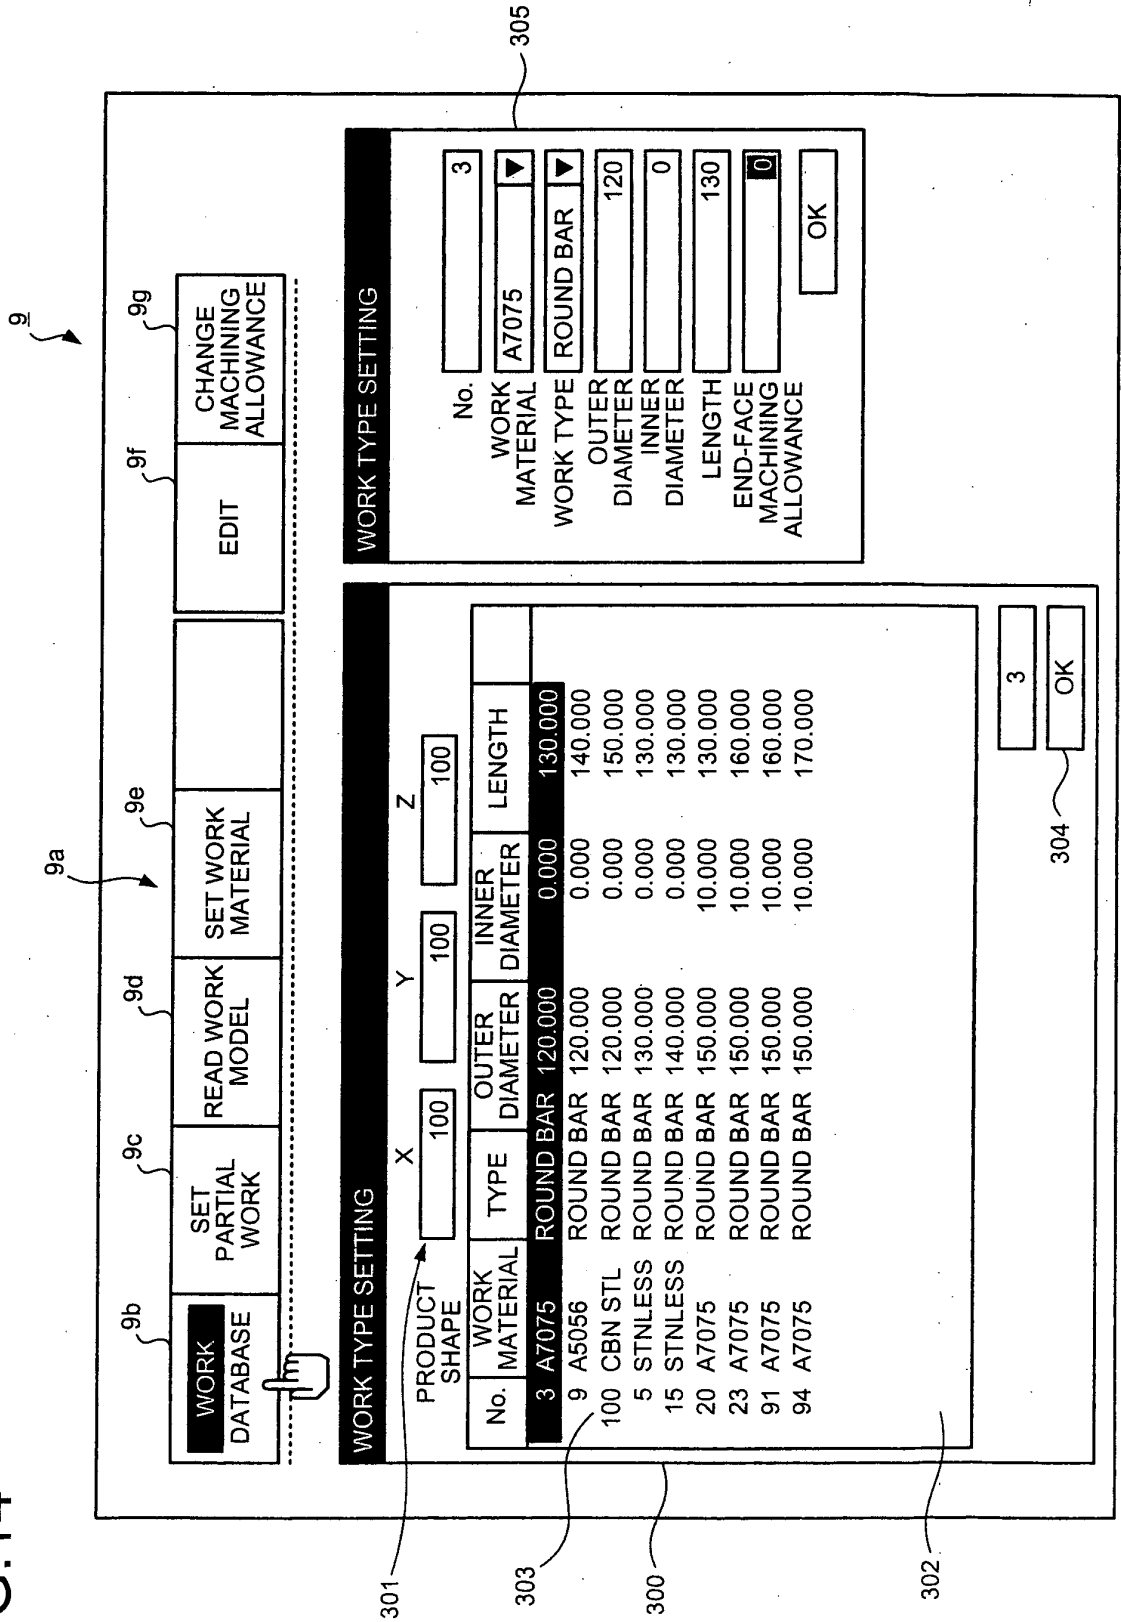 9
9a
9b
9c
9d
9e
9f
9g
WORK
DATABASE
SET
PARTIAL
WORK
READ WORK
MODEL
SET WORK
MATERIAL
EDIT
CHANGE
MACHINING
ALLOWANCE
WORK TYPE SETTING
301
PRODUCT
SHAPE
X
100
Y
100
Z
100
No. WORK MATERIAL TYPE OUTER DIAMETER INNER DIAMETER LENGTH
3 A7075 ROUND BAR 120.000 0.000 130.000
9 A5056 ROUND BAR 120.000 0.000 140.000
100 CBN STL ROUND BAR 120.000 0.000 150.000
5 STNLESS ROUND BAR 130.000 0.000 130.000
15 STNLESS ROUND BAR 140.000 0.000 130.000
20 A7075 ROUND BAR 150.000 10.000 130.000
23 A7075 ROUND BAR 150.000 10.000 160.000
91 A7075 ROUND BAR 150.000 10.000 160.000
94 A7075 ROUND BAR 150.000 10.000 170.000
303
300
302
3
OK
304
WORK TYPE SETTING
305
No. 3
WORK
MATERIAL A7075 ▼
WORK TYPE ROUND BAR ▼
OUTER
DIAMETER 120
INNER
DIAMETER 0
LENGTH 130
END-FACE
MACHINING
ALLOWANCE 0
OK